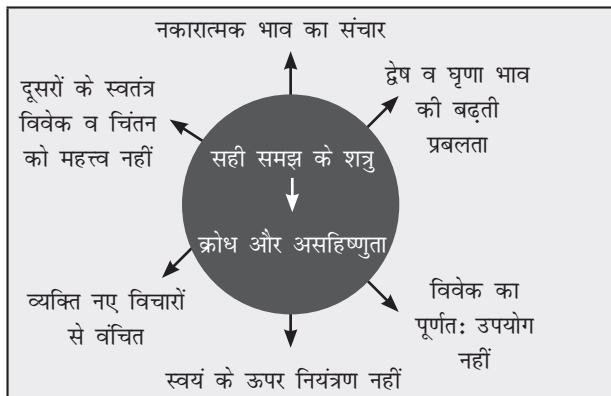 नकारात्मक भाव का संचार
द्वेष व घृणा भाव
की बढ़ती
प्रबलता
दूसरों के स्वतंत्र
विवेक व चिंतन
को महत्त्व नहीं
सही समझ के शत्रु
क्रोध और असहिष्णुता
व्यक्ति नए विचारों
से वंचित
विवेक का
पूर्णत: उपयोग
नहीं
स्वयं के ऊपर नियंत्रण नहीं